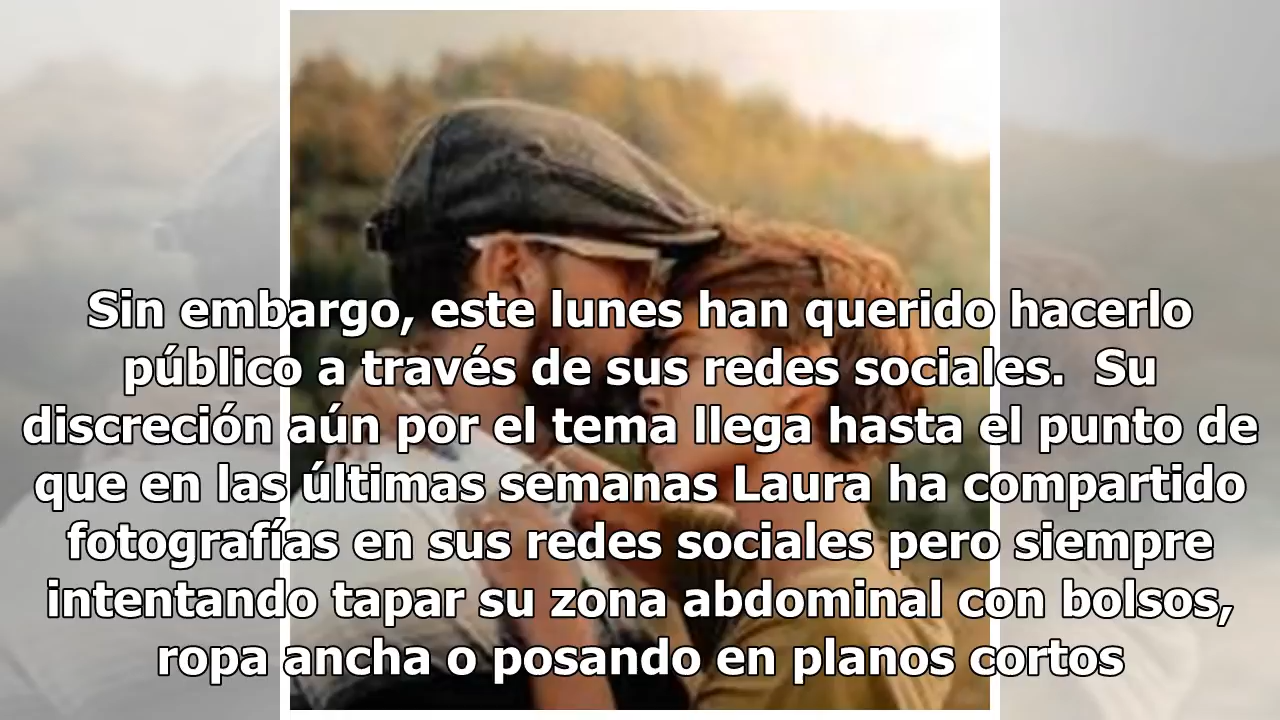 Sin embargo, este lunes han querido hacerlo
público a través de sus redes sociales.  Su
discreción aún por el tema llega hasta el punto de
que en las últimas semanas Laura ha compartido
fotografías en sus redes sociales pero siempre
intentando tapar su zona abdominal con bolsos,
ropa ancha o posando en planos cortos